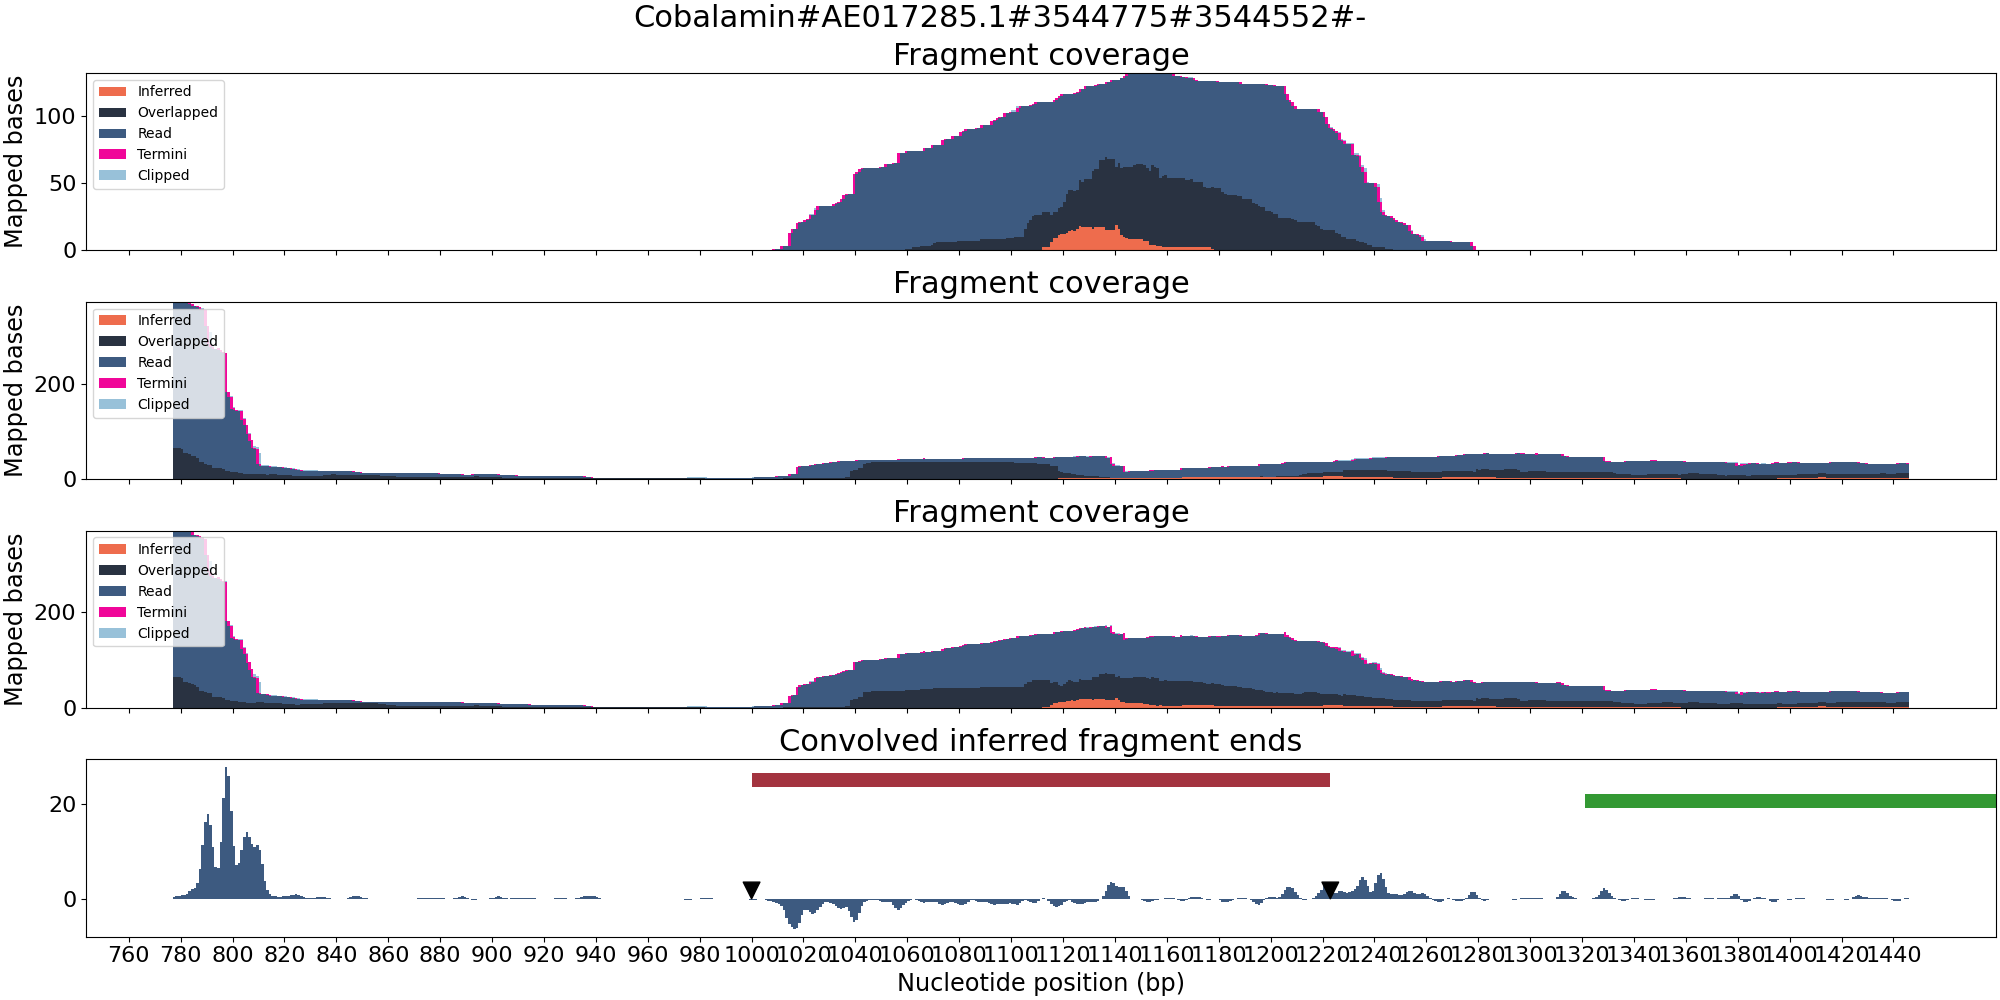 Cobalamin#AE017285.1#3544775#3544552#-
Fragment coverage
Mapped bases
100
50
0
Inferred
Overlapped
Read
Termini
Clipped
Fragment coverage
Mapped bases
200
0
Inferred
Overlapped
Read
Termini
Clipped
Fragment coverage
Mapped bases
200
0
Inferred
Overlapped
Read
Termini
Clipped
Convolved inferred fragment ends
20
0
760 780 800 820 840 860 880 900 920 940 960 980 1000 1020 1040 1060 1080 1100 1120 1140 1160 1180 1200 1220 1240 1260 1280 1300 1320 1340 1360 1380 1400 1420 1440
Nucleotide position (bp)